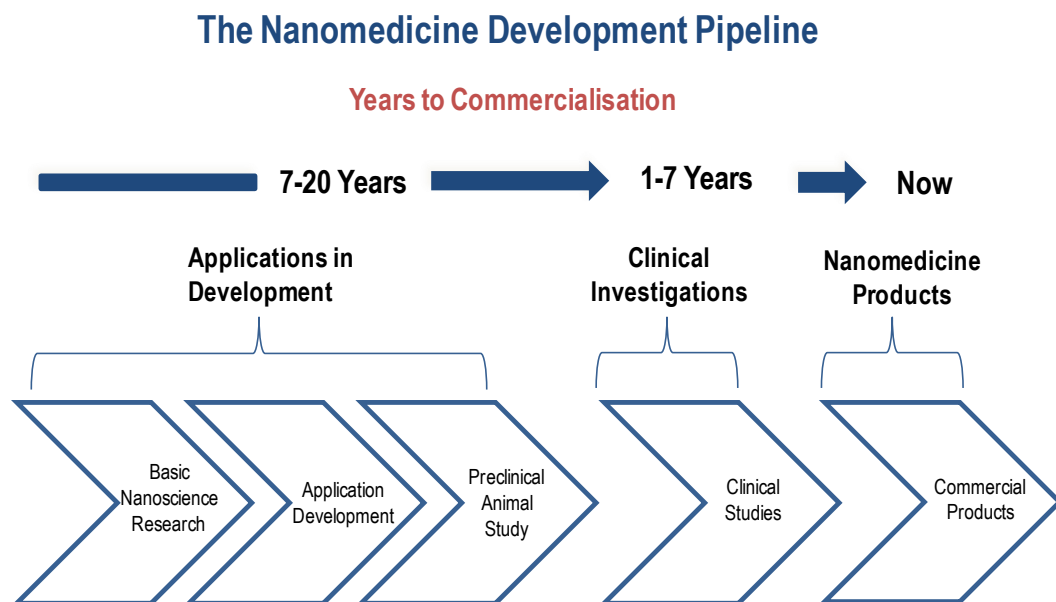 The Nanomedicine Development Pipeline
Years to Commercialisation
7-20 Years
1-7 Years
Now
Applications in
Development
Clinical
Investigations
Nanomedicine
Products
Basic
Nanoscience
Research
Application
Development
Preclinical
Animal
Study
Clinical
Studies
Commercial
Products